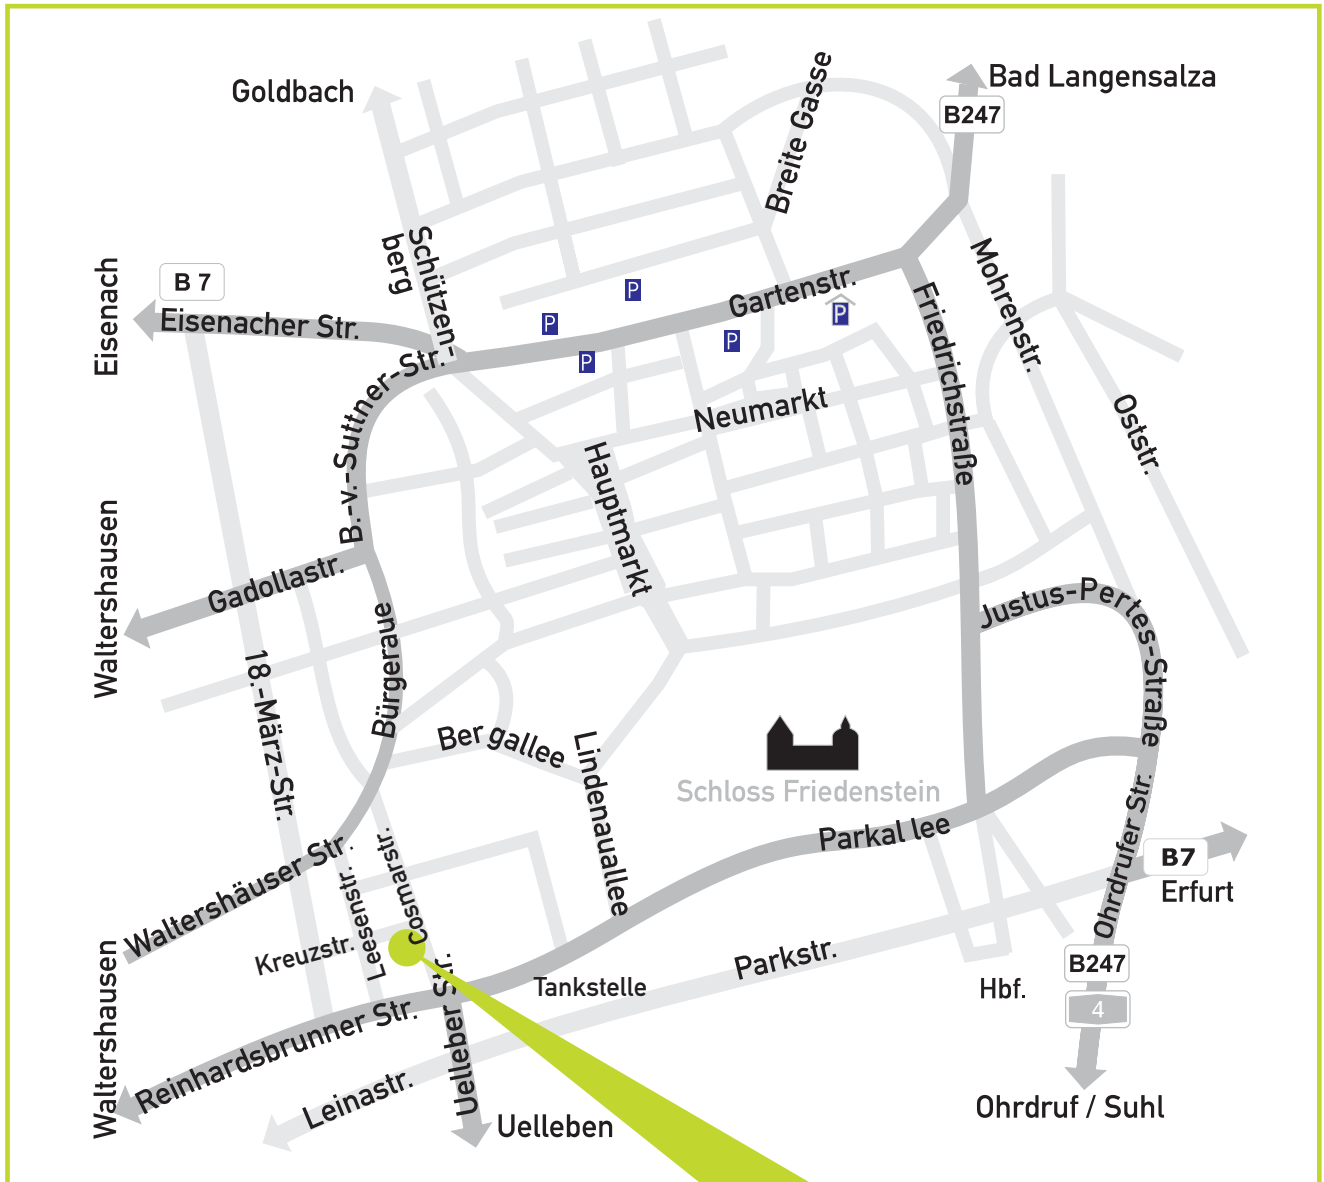 Goldbach
Bad Langensalza
B247
Breite Gasse
Schützen-
berg
Eisenach
B 7
Eisenacher Str.
Gartenstr.
P
P
P
P
P
Mohrenstr.
Friedrichstraße
B.-v.-Suttner-Str.
Neumarkt
Oststr.
Hauptmarkt
Waltershausen
Gadollastr.
Bürgeraue
Justus-Pertes-Straße
18.-März-Str.
Ber gallee
Lindenauallee
Schloss Friedenstein
Parkal lee
Ohrdrufer Str.
B7
Erfurt
Waltershäuser Str.
Leesenstr.
Cosmarstr.
Kreuzstr.
Parkstr.
Tankstelle
Hbf.
B247
4
Waltershausen
Reinhardsbrunner Str.
Uelleber Str.
Leinastr.
Uelleben
Ohrdruf / Suhl